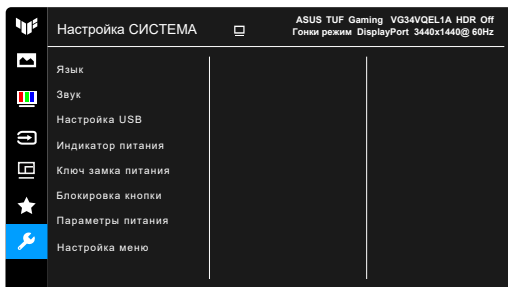 Настройка СИСТЕМА
ASUS TUF Gaming VG34VQEL1A HDR Off
Гонки режим DisplayPort 3440x1440@ 60Hz
Язык
Звук
Настройка USB
Индикатор питания
Ключ замка питания
Блокировка кнопки
Параметры питания
Настройка меню